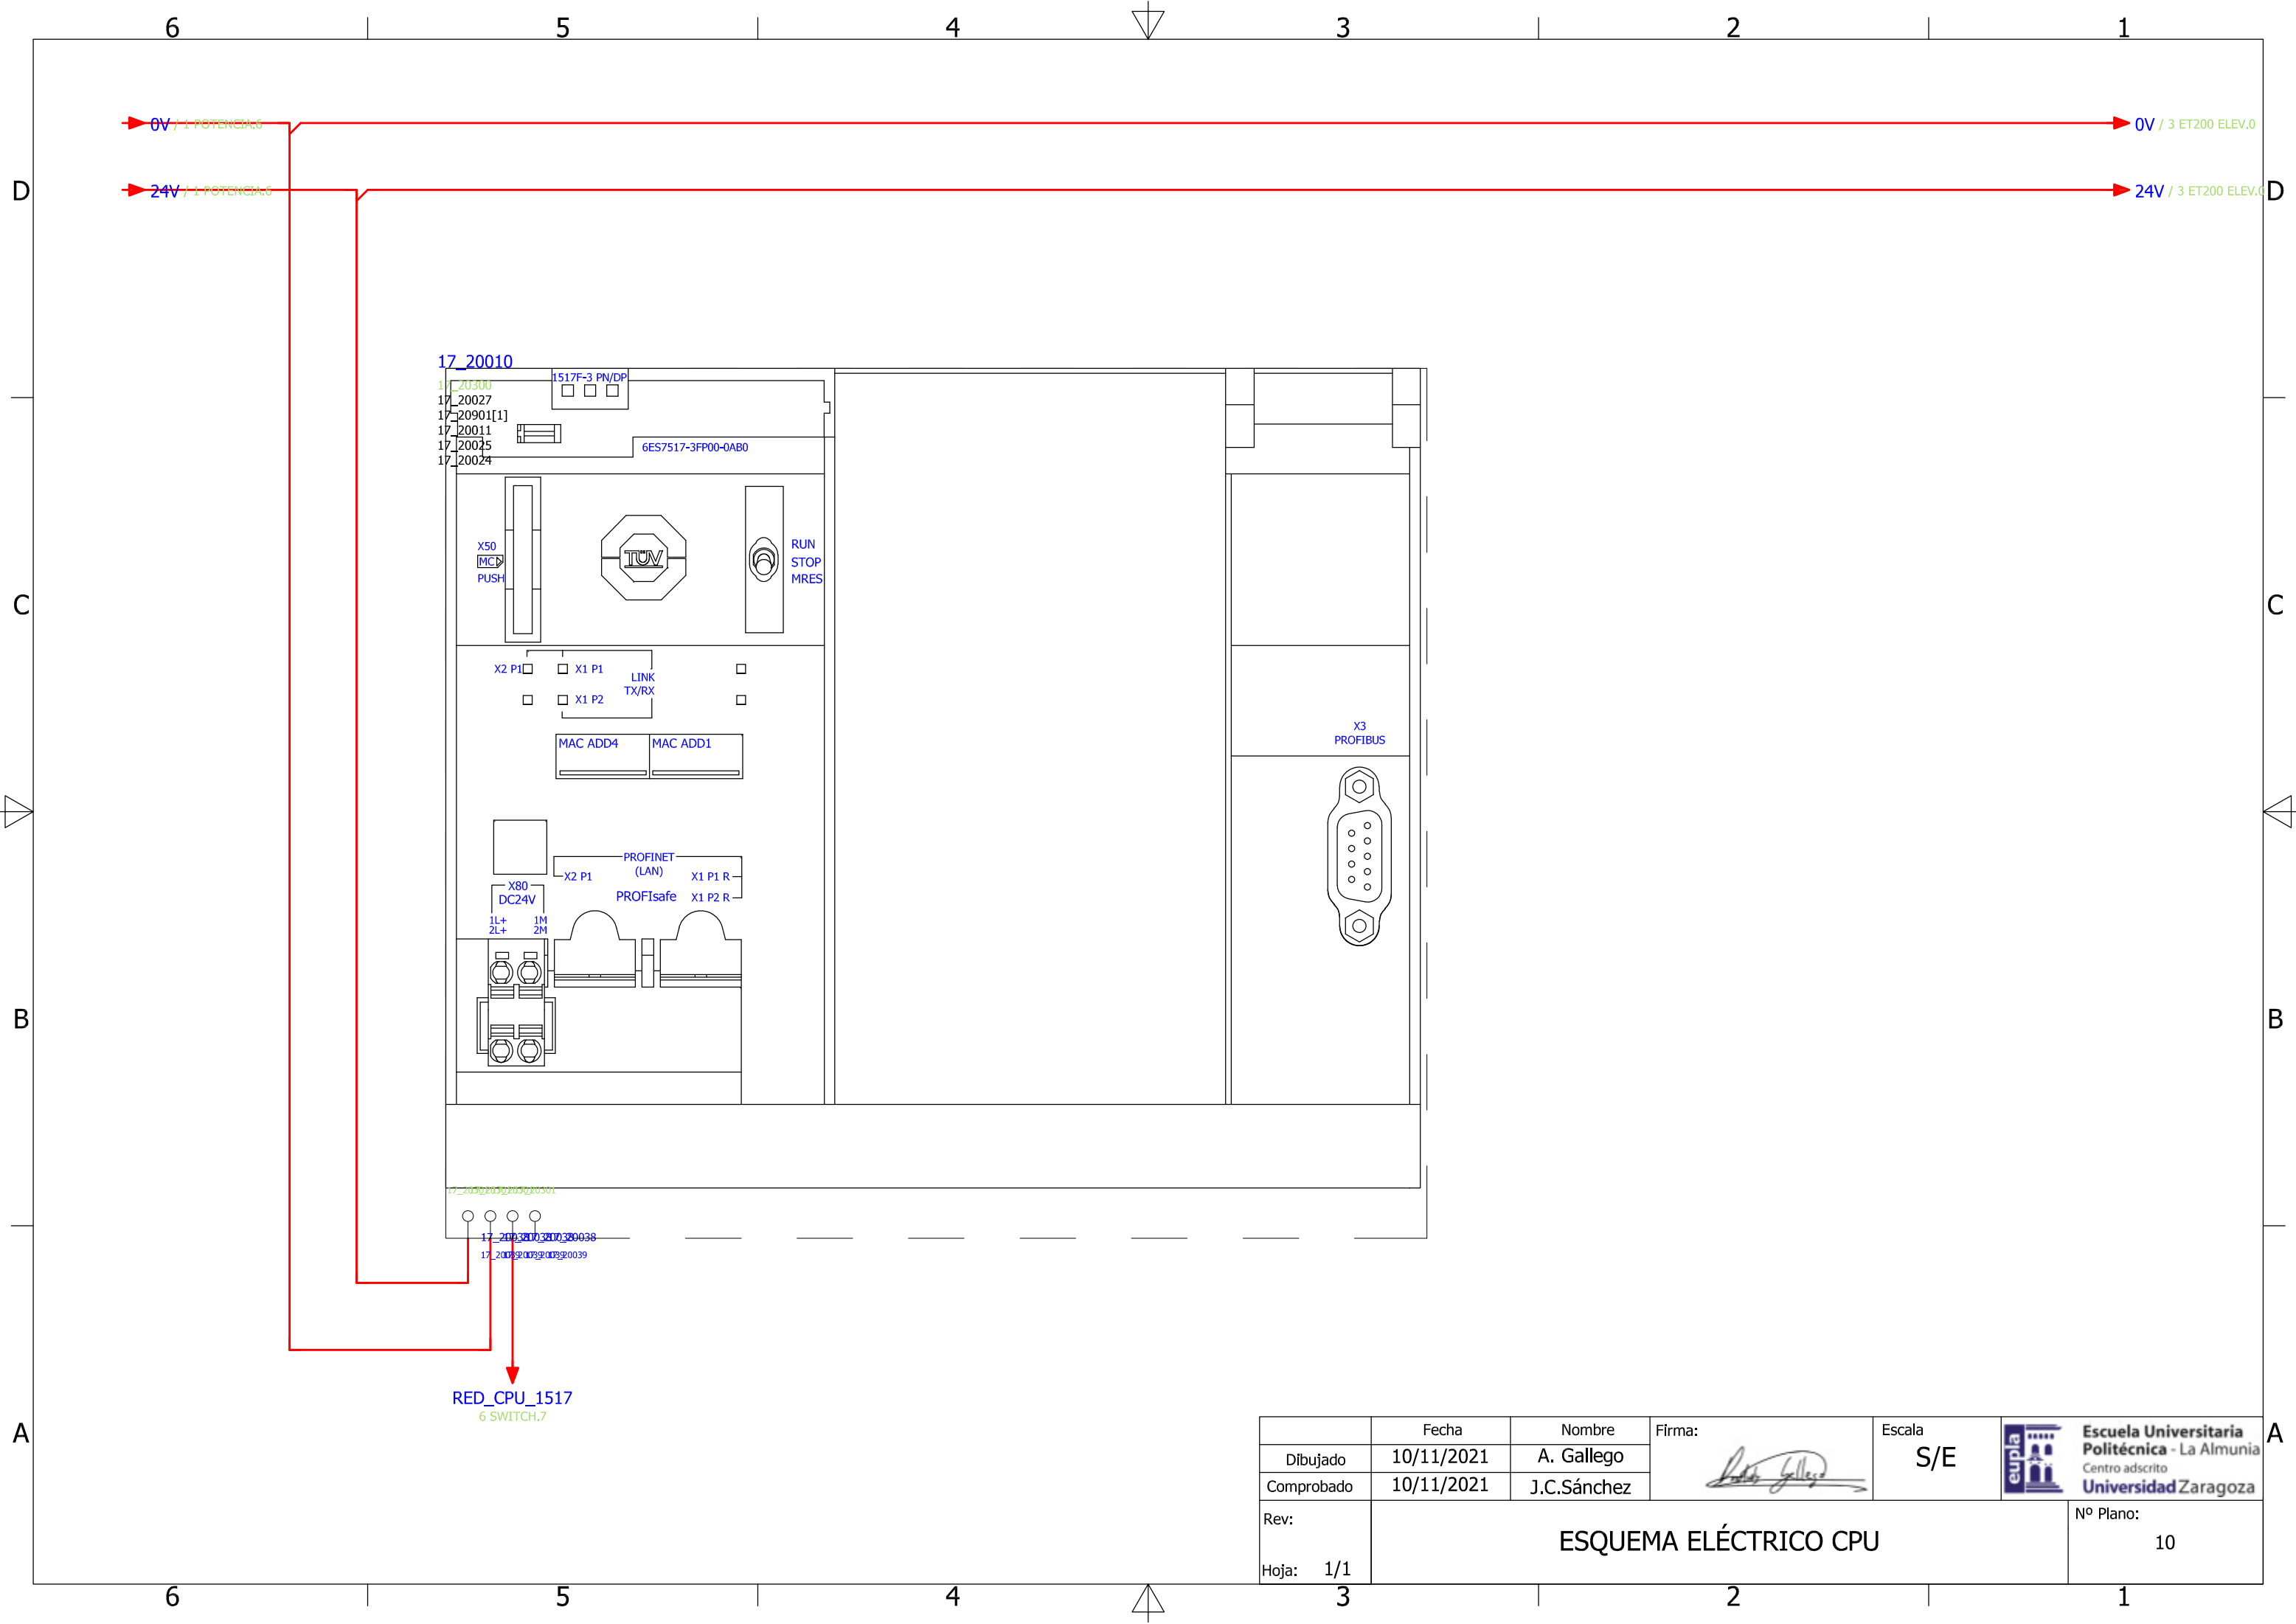 6 5 4 3 2 1
0V / 1 POTENCIA.6
0V / 3 ET200 ELEV.0
D
24V / 1 POTENCIA.6
24V / 3 ET200 ELEV.0
D
17_20010
17_20300
17_20027
17_20901[1]
17_20011
17_20025
17_20024
1517F-3 PN/DP
6ES7517-3FP00-0AB0
X50
MC
PUSH
TÜV
RUN
STOP
MRES
C
C
X2 P1
X1 P1
X1 P2
LINK
TX/RX
MAC ADD4
MAC ADD1
X3
PROFIBUS
PROFINET
(LAN)
X2 P1
X1 P1 R
PROFIsafe
X1 P2 R
X80
DC24V
1L+ 1M
2L+ 2M
B
B
17_20301
17_20038
17_20039
RED_CPU_1517
6 SWITCH.7
A
A
Fecha
Nombre
Firma:
Escala
Dibujado
10/11/2021
A. Gallego
S/E
Comprobado
10/11/2021
J.C.Sánchez
eupla
Escuela Universitaria
Politécnica - La Almunia
Centro adscrito
Universidad Zaragoza
Rev:
ESQUEMA ELÉCTRICO CPU
Nº Plano:
10
Hoja: 1/1
6 5 4 3 2 1